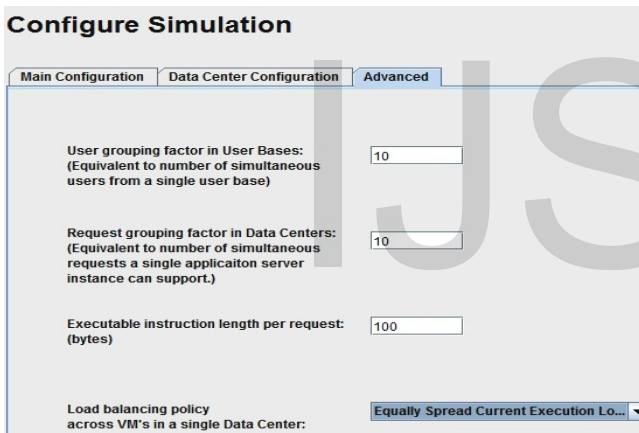 Configure Simulation
Main Configuration
Data Center Configuration
Advanced
User grouping factor in User Bases:
(Equivalent to number of simultaneous
users from a single user base)
10
Request grouping factor in Data Centers:
(Equivalent to number of simultaneous
requests a single applicaiton server
instance can support.)
10
Executable instruction length per request:
(bytes)
100
Load balancing policy
across VM's in a single Data Center:
Equally Spread Current Execution Lo...
IJS